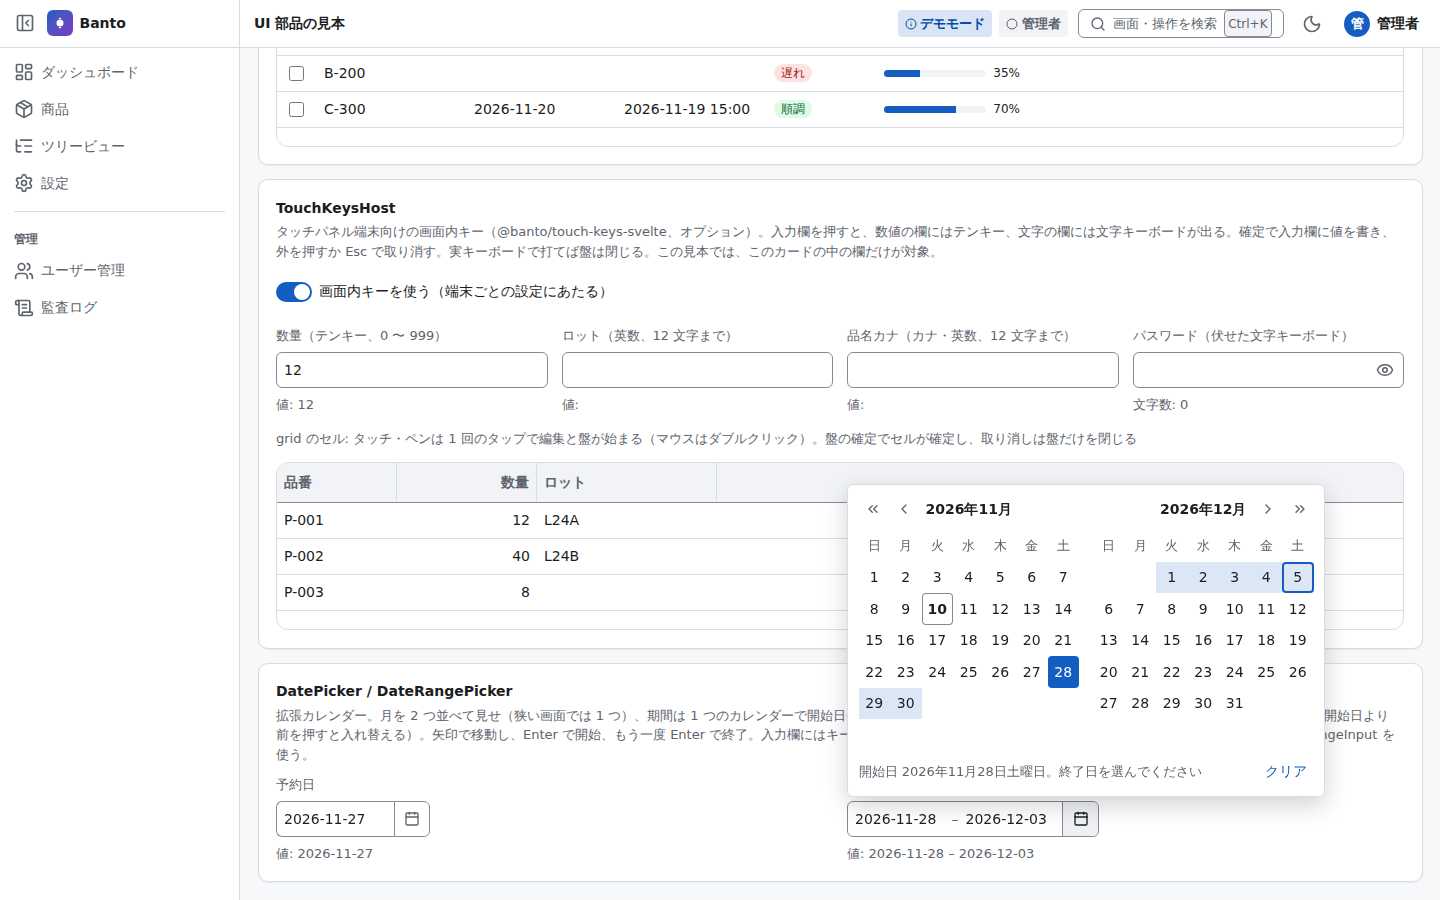 Banto
UI 部品の見本
デモモード
管理者
画面・操作を検索
Ctrl+K
管
管理者
ダッシュボード
商品
ツリービュー
設定
管理
ユーザー管理
監査ログ
B-200
遅れ
35%
C-300
2026-11-20
2026-11-19 15:00
順調
70%
TouchKeysHost
タッチパネル端末向けの画面内キー（@banto/touch-keys-svelte、オプション）。入力欄を押すと、数値の欄にはテンキー、文字の欄には文字キーボードが出る。確定で入力欄に値を書き、
外を押すか Esc で取り消す。実キーボードで打てば盤は閉じる。この見本では、このカードの中の欄だけが対象。
画面内キーを使う（端末ごとの設定にあたる）
数量（テンキー、0 〜 999）
ロット（英数、12 文字まで）
品名カナ（カナ・英数、12 文字まで）
パスワード（伏せた文字キーボード）
12
値: 12
値:
値:
文字数: 0
grid のセル: タッチ・ペンは 1 回のタップで編集と盤が始まる（マウスはダブルクリック）。盤の確定でセルが確定し、取り消しは盤だけを閉じる
品番 数量 ロット
P-001 12 L24A
P-002 40 L24B
P-003 8
2026年11月
2026年12月
日 月 火 水 木 金 土 日 月 火 水 木 金 土
1 2 3 4 5 6 7 1 2 3 4 5
8 9 10 11 12 13 14 6 7 8 9 10 11 12
15 16 17 18 19 20 21 13 14 15 16 17 18 19
22 23 24 25 26 27 28 20 21 22 23 24 25 26
29 30 27 28 29 30 31
開始日 2026年11月28日土曜日。終了日を選んでください
クリア
DatePicker / DateRangePicker
拡張カレンダー。月を 2 つ並べて見せ（狭い画面では 1 つ）、期間は 1 つのカレンダーで開始日 開始日より
前を押すと入れ替える）。矢印で移動し、Enter で開始、もう一度 Enter で終了。入力欄にはキー ngeInput を
使う。
予約日
2026-11-27
2026-11-28 – 2026-12-03
値: 2026-11-27
値: 2026-11-28 – 2026-12-03